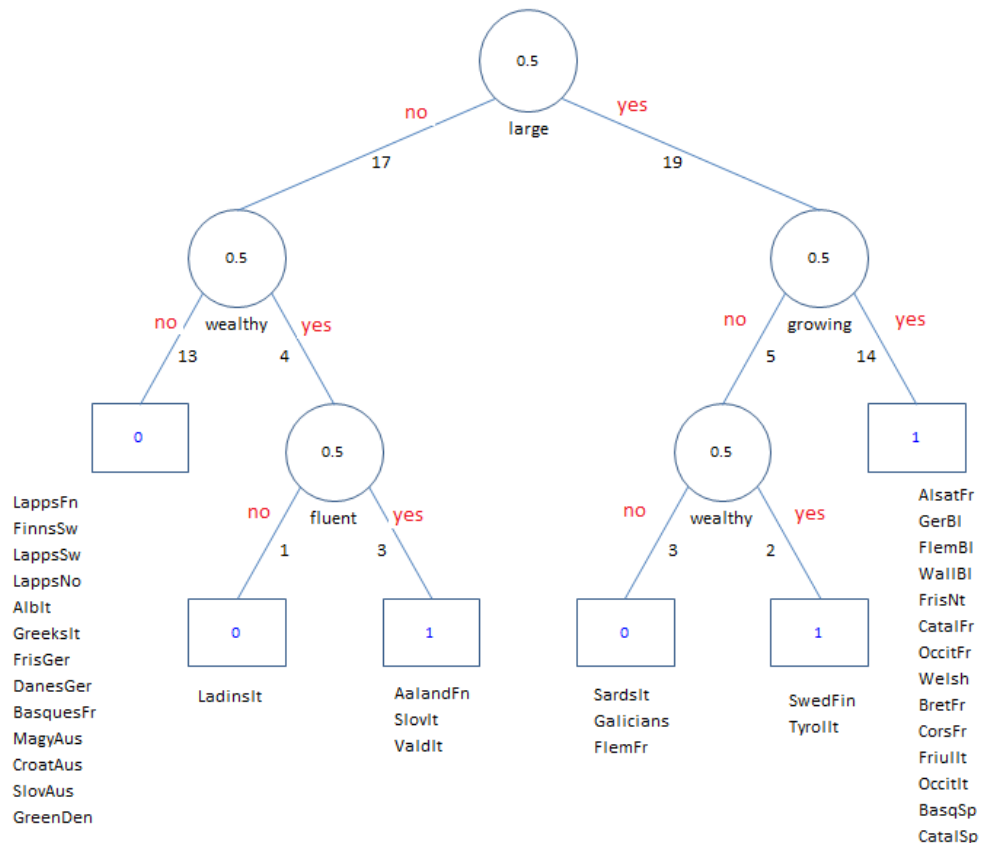 0.5
no
yes
large
17
19
0.5
0.5
no
wealthy
yes
no
growing
yes
13
4
5
14
0
0.5
0.5
1
no
fluent
yes
no
wealthy
yes
1
3
3
2
0
1
0
1
LappsFn
FinnsSw
LappsSw
LappsNo
AlbIt
GreeksIt
FrisGer
DanesGer
BasquesFr
MagyAus
CroatAus
SlovAus
GreenDen
LadinsIt
AalandFn
SlovIt
ValdIt
SardsIt
Galicians
FlemFr
SwedFin
TyrolIt
AlsatFr
GerBl
FlemBl
WallBl
FrisNt
CatalFr
OccitFr
Welsh
BretFr
CorsFr
FriulIt
OccitIt
BasqSp
CatalSp